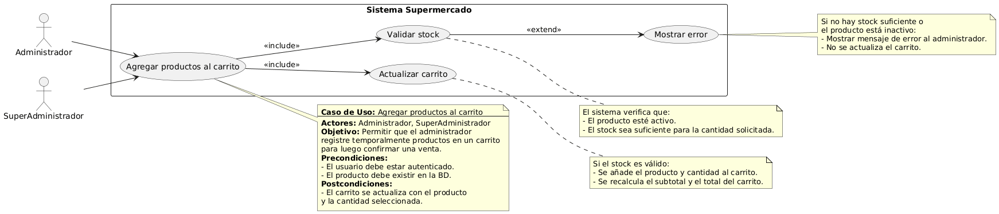 Sistema Supermercado
Administrador
SuperAdministrador
Agregar productos al carrito
«include»
«include»
Validar stock
Actualizar carrito
«extend»
Mostrar error
Si no hay stock suficiente o
el producto está inactivo:
- Mostrar mensaje de error al administrador.
- No se actualiza el carrito.
El sistema verifica que:
- El producto esté activo.
- El stock sea suficiente para la cantidad solicitada.
Si el stock es válido:
- Se añade el producto y cantidad al carrito.
- Se recalcula el subtotal y el total del carrito.
Caso de Uso: Agregar productos al carrito
Actores: Administrador, SuperAdministrador
Objetivo: Permitir que el administrador
registre temporalmente productos en un carrito
para luego confirmar una venta.
Precondiciones:
- El usuario debe estar autenticado.
- El producto debe existir en la BD.
Postcondiciones:
- El carrito se actualiza con el producto
y la cantidad seleccionada.